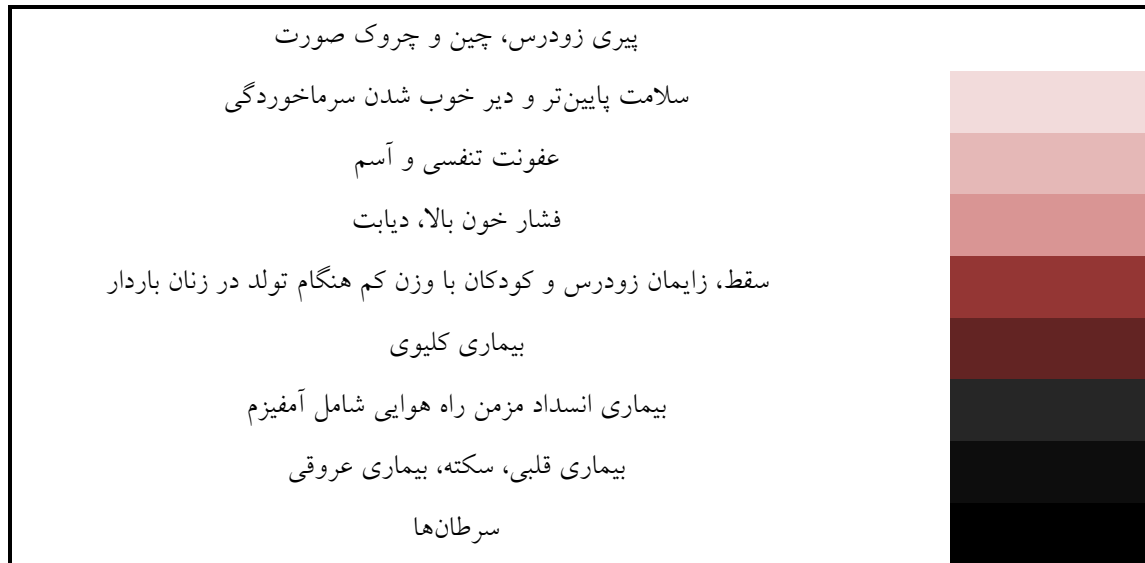 پیری زودرس، چین و چروک صورت
سلامت پایین‌تر و دیر خوب شدن سرماخوردگی
عفونت تنفسی و آسم
فشار خون بالا، دیابت
سقط، زایمان زودرس و کودکان با وزن کم هنگام تولد در زنان باردار
بیماری کلیوی
بیماری انسداد مزمن راه هوایی شامل آمفیزم
بیماری قلبی، سکته، بیماری عروقی
سرطان‌ها